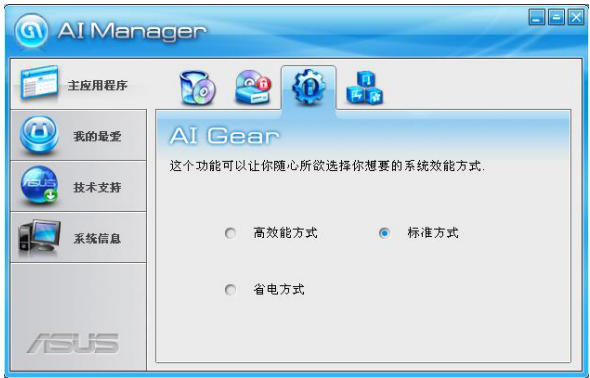 AI Manager
主应用程序
我的最爱
技术支持
系统信息
ASUS
AI Gear
这个功能可以让你随心所欲选择你想要的系统效能方式.
高效能方式
标准方式
省电方式